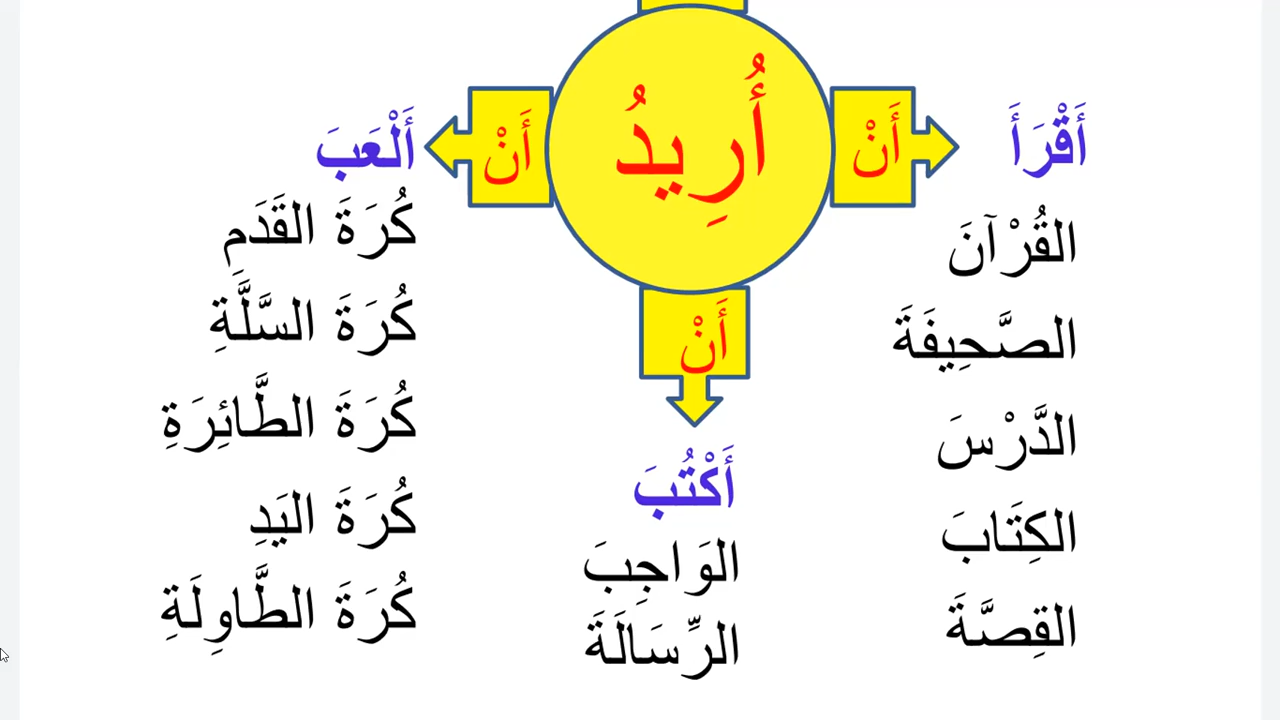 أُرِيدُ
أَنْ
أَقْرَأَ
القُرْآنَ
الصَّحِيفَةَ
الدَّرْسَ
الكِتَابَ
القِصَّةَ
أَنْ
أَكْتُبَ
الوَاجِبَ
الرِّسَالَةَ
أَنْ
أَلْعَبَ
كُرَةَ القَدَمِ
كُرَةَ السَّلَّةِ
كُرَةَ الطَّائِرَةِ
كُرَةَ اليَدِ
كُرَةَ الطَّاوِلَةِ